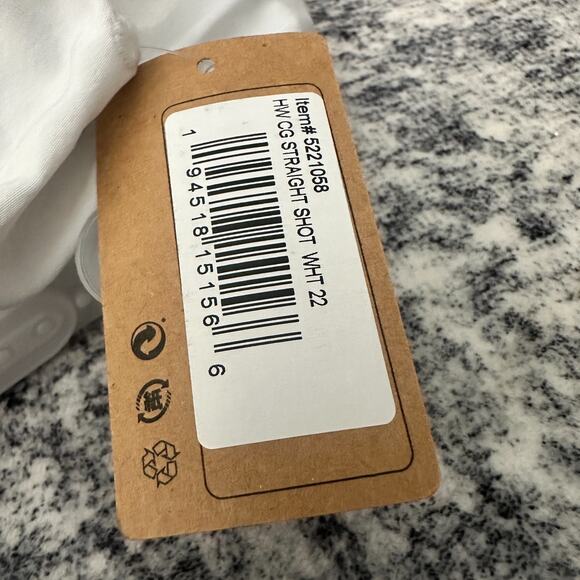 Item# 5221058
HW CG STRAIGHT SHOT WHT 22
1 94518 15156 6